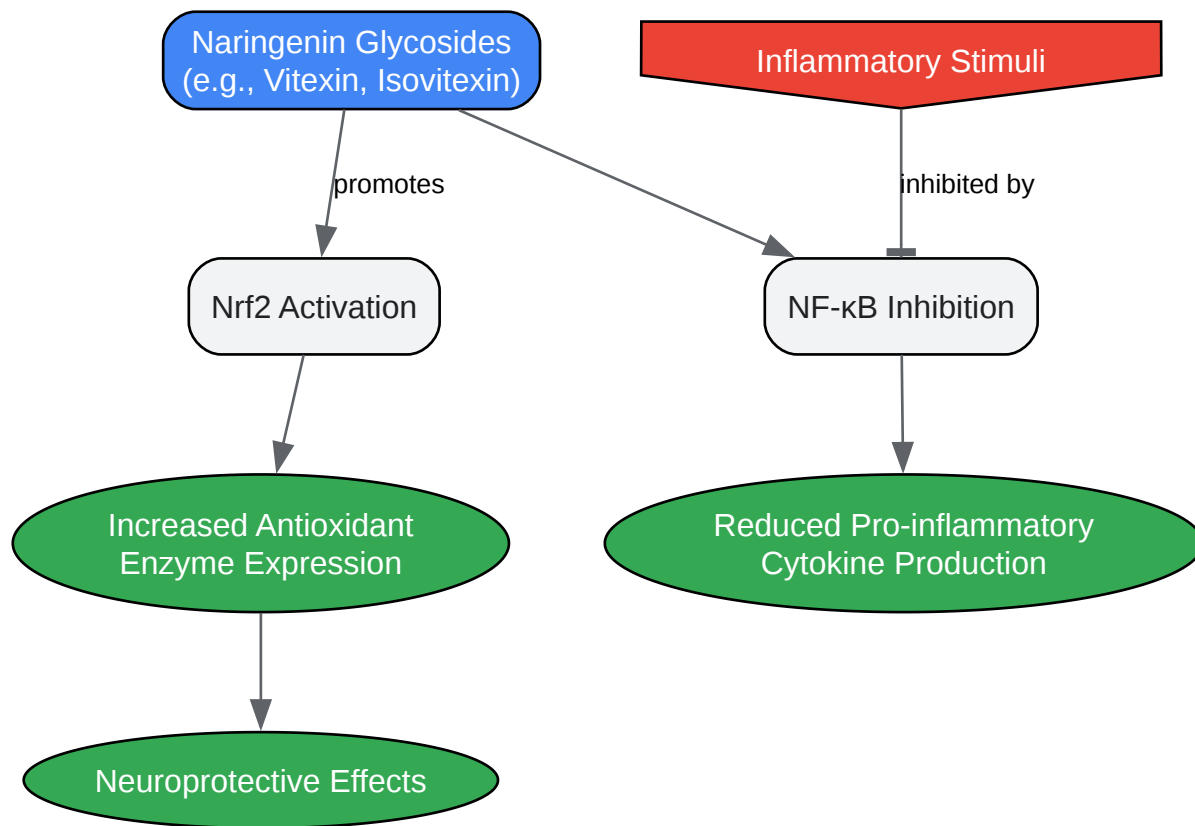 Naringenin Glycosides
(e.g., Vitexin, Isovitexin)
Inflammatory Stimuli
promotes
inhibited by
Nrf2 Activation
NF-κB Inhibition
Increased Antioxidant
Enzyme Expression
Reduced Pro-inflammatory
Cytokine Production
Neuroprotective Effects